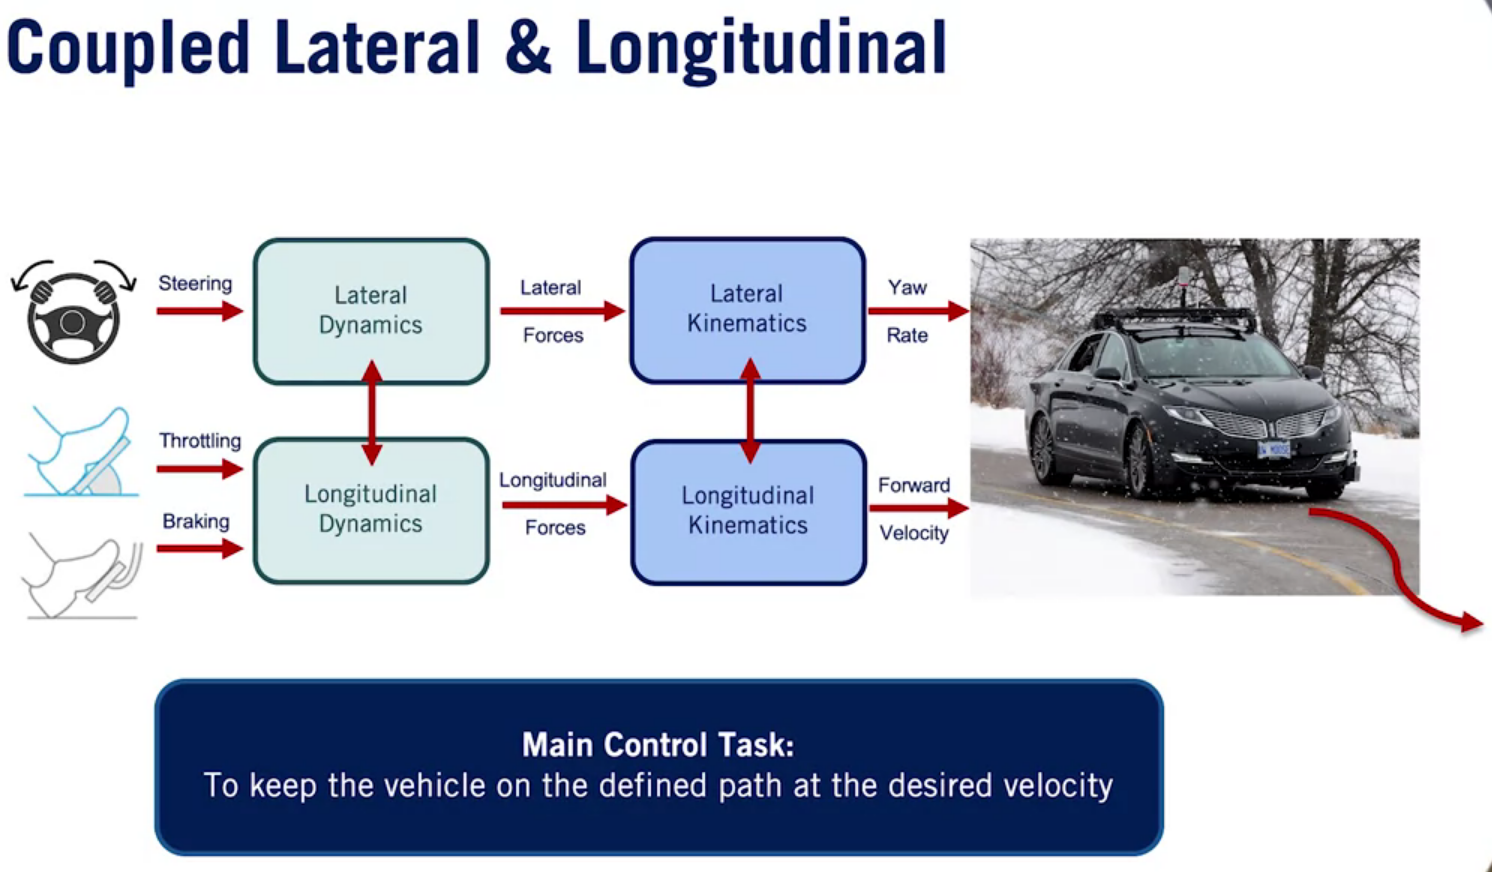 Coupled Lateral & Longitudinal
Steering
Lateral
Dynamics
Lateral
Forces
Lateral
Kinematics
Yaw
Rate
Throttling
Braking
Longitudinal
Dynamics
Longitudinal
Forces
Longitudinal
Kinematics
Forward
Velocity
Main Control Task:
To keep the vehicle on the defined path at the desired velocity